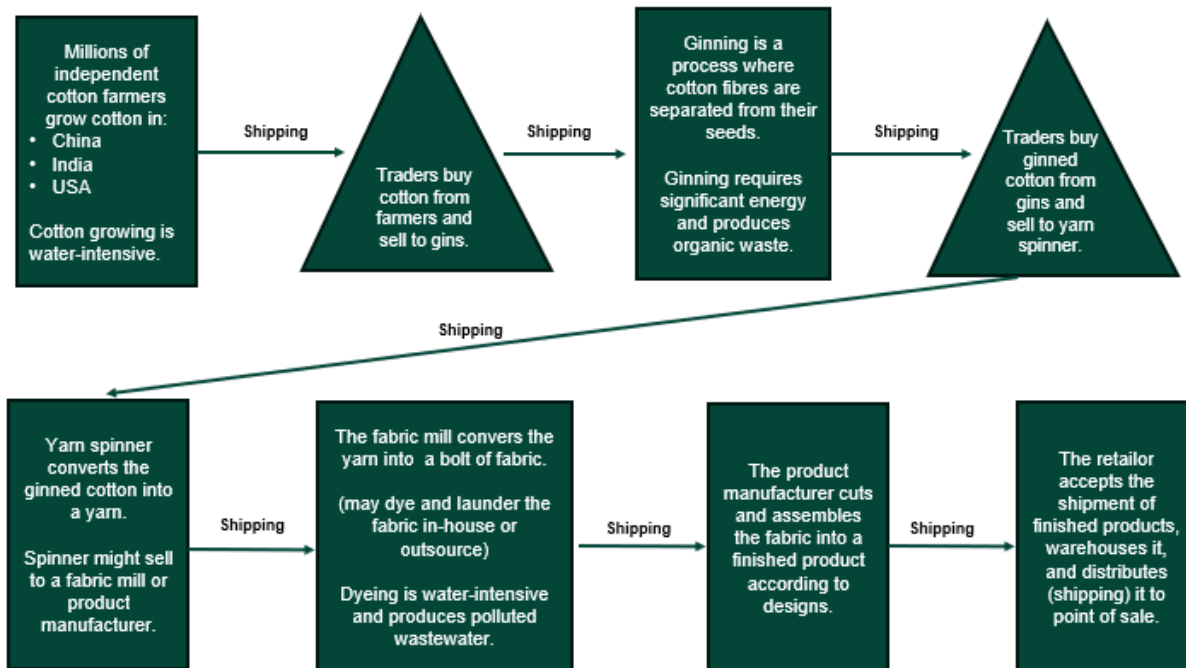 Millions of
independent
cotton farmers
grow cotton in:
• China
• India
• USA
Cotton growing is
water-intensive.
Shipping
Traders buy
cotton from
farmers and
sell to gins.
Shipping
Ginning is a
process where
cotton fibres are
separated from their
seeds.
Ginning requires
significant energy
and produces
organic waste.
Shipping
Traders buy
ginned
cotton from
gins and
sell to yarn
spinner.
Shipping
Yarn spinner
converts the
ginned cotton into
a yarn.
Spinner might sell
to a fabric mill or
product
manufacturer.
Shipping
The fabric mill convers the
yarn into a bolt of fabric.
(may dye and launder the
fabric in-house or
outsource)
Dyeing is water-intensive
and produces polluted
wastewater.
Shipping
The product
manufacturer cuts
and assembles
the fabric into a
finished product
according to
designs.
Shipping
The retailor
accepts the
shipment of
finished products,
warehouses it,
and distributes
(shipping) it to
point of sale.